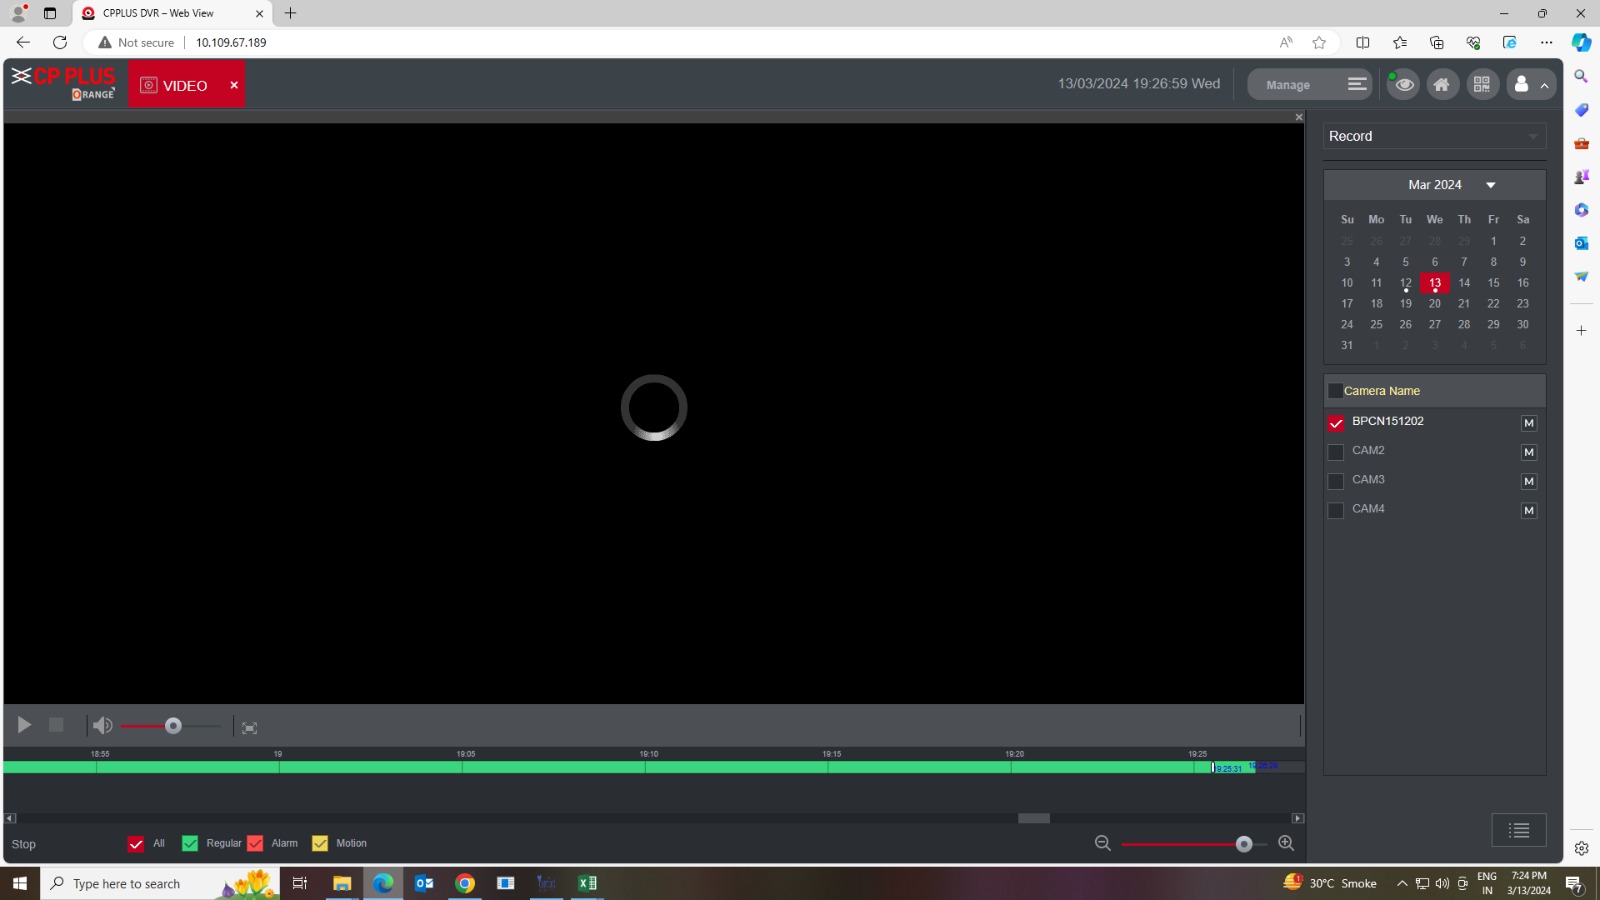 CPPLUS DVR – Web View
Not secure
10.109.67.189
CP PLUS
ORANGE
VIDEO
13/03/2024 19:26:59 Wed
Manage
Record
Mar 2024
Su Mo Tu We Th Fr Sa
25 26 27 28 29 1 2
3 4 5 6 7 8 9
10 11 12 13 14 15 16
17 18 19 20 21 22 23
24 25 26 27 28 29 30
31 1 2 3 4 5 6
Camera Name
BPCN151202 M
CAM2 M
CAM3 M
CAM4 M
18:55 19 19:05 19:10 19:15 19:20 19:25
19:25:31
Stop All Regular Alarm Motion
Type here to search
30°C Smoke
ENG
IN
7:24 PM
3/13/2024
7